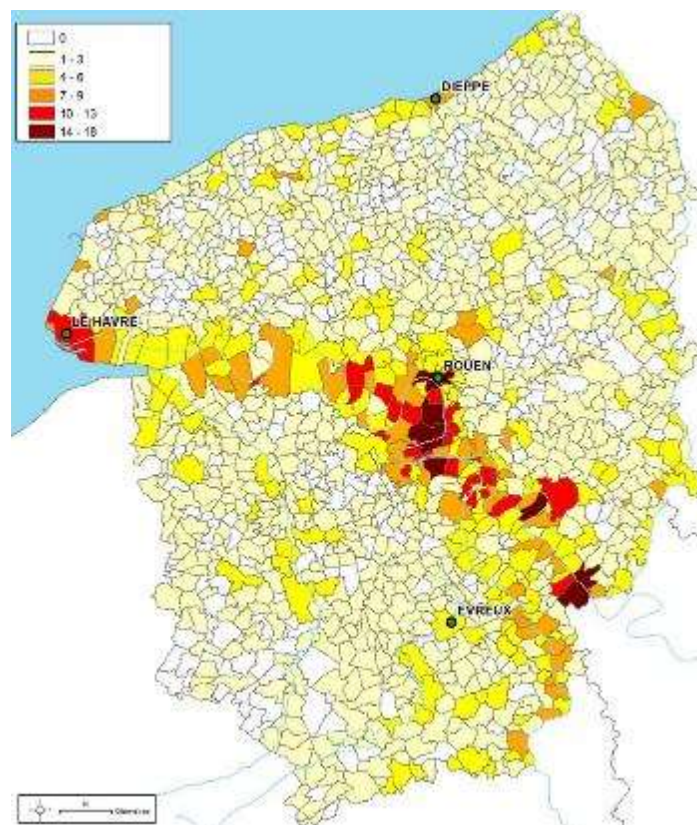 0
1 - 3
4 - 6
7 - 9
10 - 13
14 - 18
DIEPPE
LE HAVRE
ROUEN
EVREUX